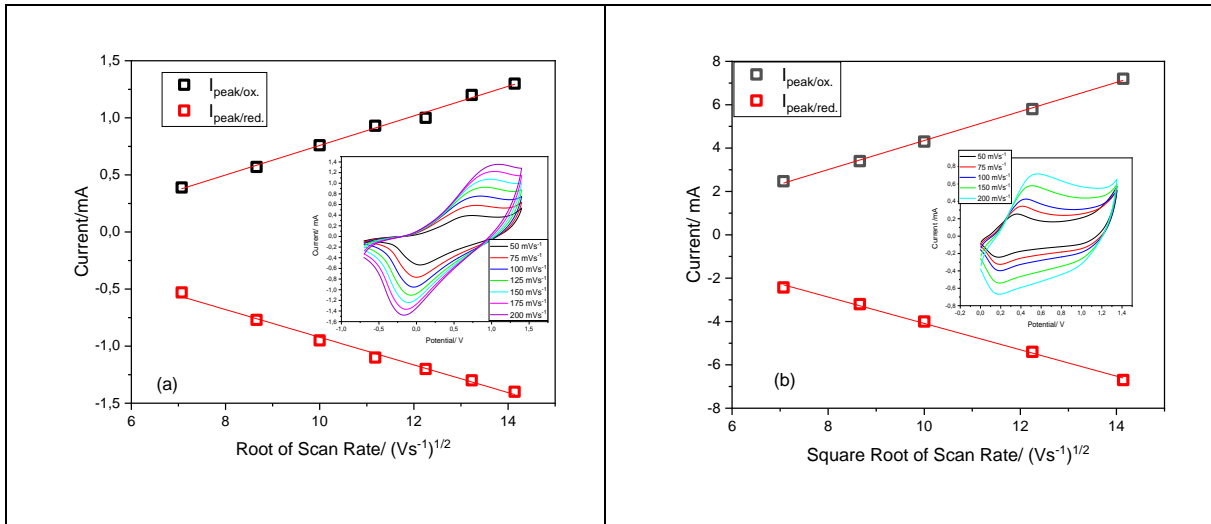 1,5
1,0
0,5
0,0
-0,5
-1,0
-1,5
6
8
10
12
14
Current/mA
Root of Scan Rate/ (Vs⁻¹)¹ᐟ²
I peak/ox.
I peak/red.
(a)
1,4
1,2
1,0
0,8
0,6
0,4
0,2
0,0
-0,2
-0,4
-0,6
-0,8
-1,0
-1,2
-1,4
-1,6
-1,0
-0,5
0,0
0,5
1,0
1,5
Current/ mA
Potential/ V
50 mVs⁻¹
75 mVs⁻¹
100 mVs⁻¹
125 mVs⁻¹
150 mVs⁻¹
175 mVs⁻¹
200 mVs⁻¹
8
6
4
2
0
-2
-4
-6
-8
6
8
10
12
14
Current/ mA
Square Root of Scan Rate/ (Vs⁻¹)¹ᐟ²
I peak/ox.
I peak/red.
(b)
0,8
0,6
0,4
0,2
0,0
-0,2
-0,4
-0,6
-0,8
-0,2
0,0
0,2
0,4
0,6
0,8
1,0
1,2
1,4
Current /mA
Potential/ V
50 mVs⁻¹
75 mVs⁻¹
100 mVs⁻¹
150 mVs⁻¹
200 mVs⁻¹